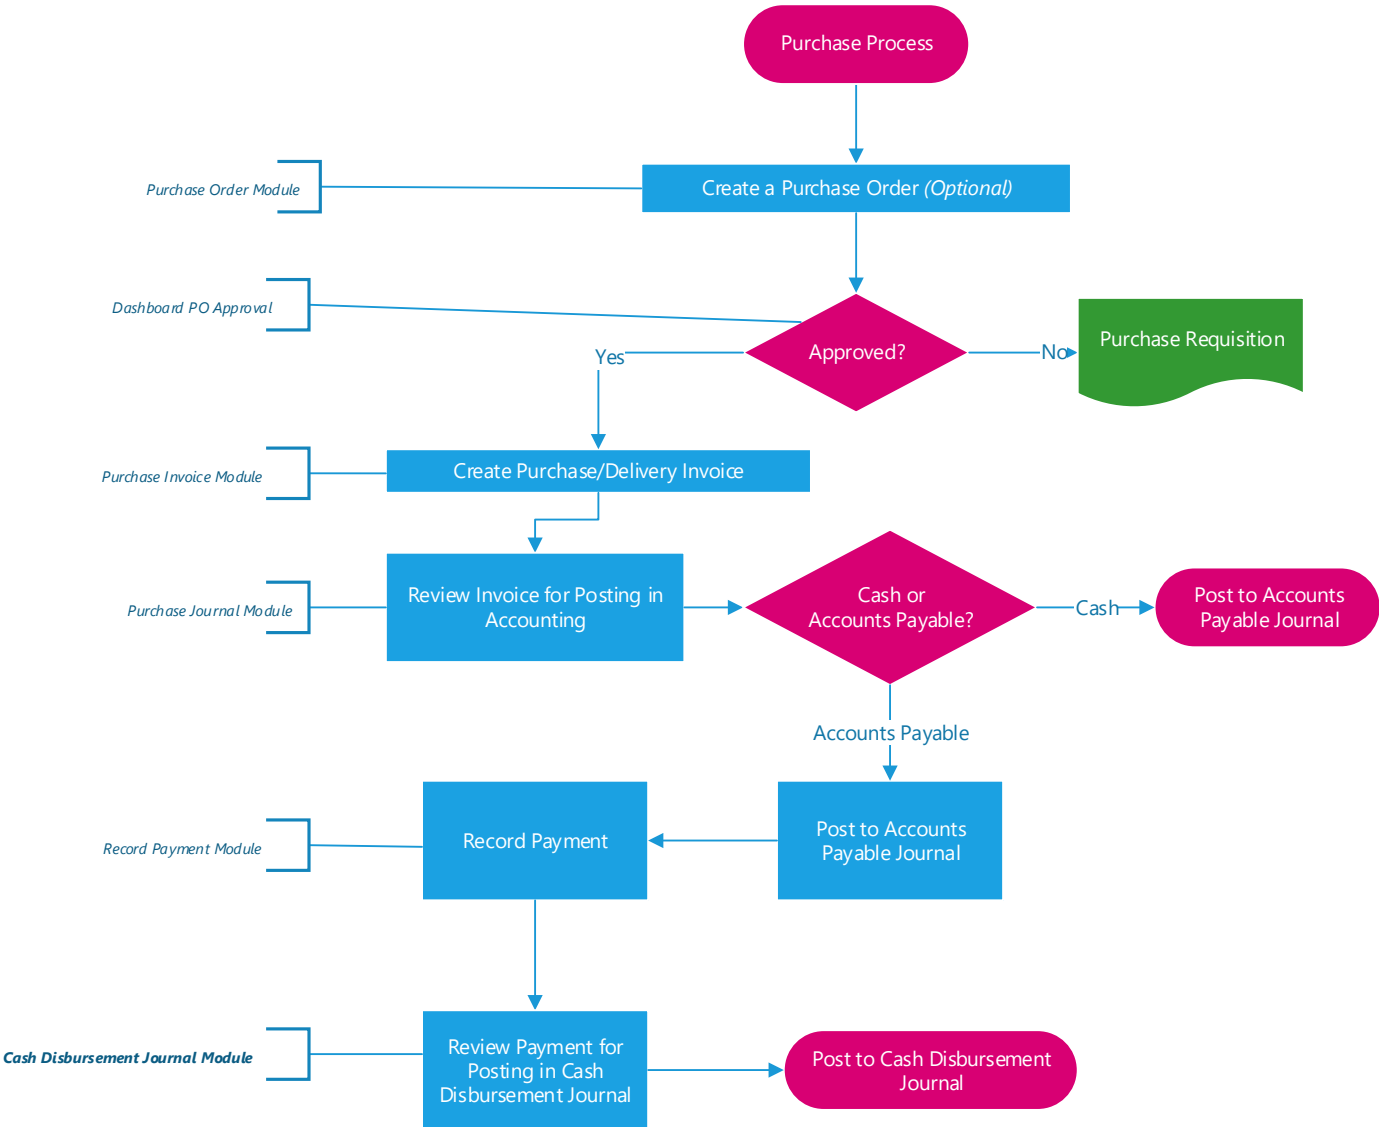 Purchase Process
Purchase Order Module
Create a Purchase Order (Optional)
Dashboard PO Approval
Approved?
Yes
No
Purchase Requisition
Purchase Invoice Module
Create Purchase/Delivery Invoice
Purchase Journal Module
Review Invoice for Posting in
Accounting
Cash or
Accounts Payable?
Cash
Post to Accounts
Payable Journal
Accounts Payable
Record Payment Module
Record Payment
Post to Accounts
Payable Journal
Cash Disbursement Journal Module
Review Payment for
Posting in Cash
Disbursement Journal
Post to Cash Disbursement
Journal